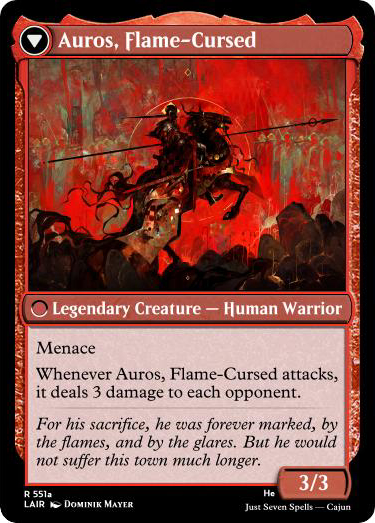 Auros, Flame-Cursed
Legendary Creature — Human Warrior
Menace
Whenever Auros, Flame-Cursed attacks,
it deals 3 damage to each opponent.
For his sacrifice, he was forever marked, by
the flames, and by the glares. But he would
not suffer this town much longer.
3/3
R 551a
He
LAIR DOMINIK MAYER
Just Seven Spells — Cajun